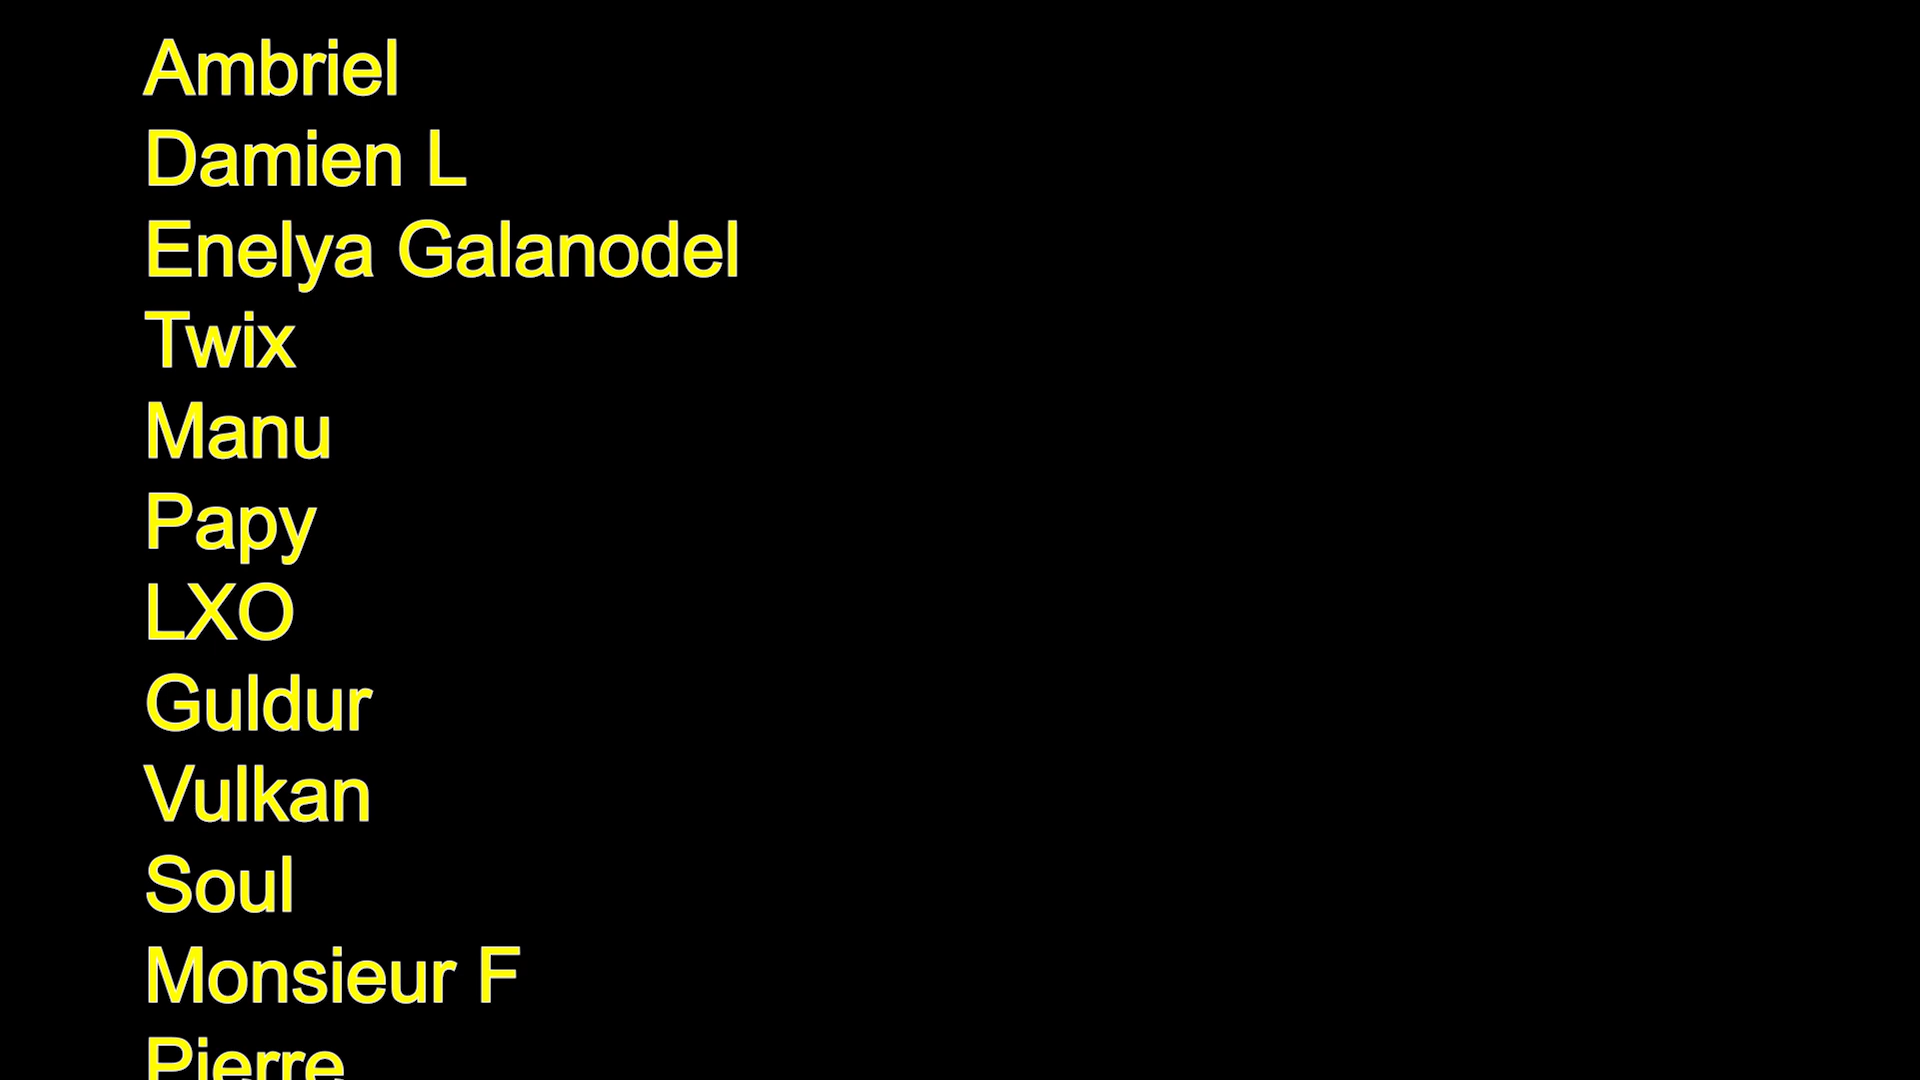 Ambriel
Damien L
Enelya Galanodel
Twix
Manu
Papy
LXO
Guldur
Vulkan
Soul
Monsieur F
Pierre